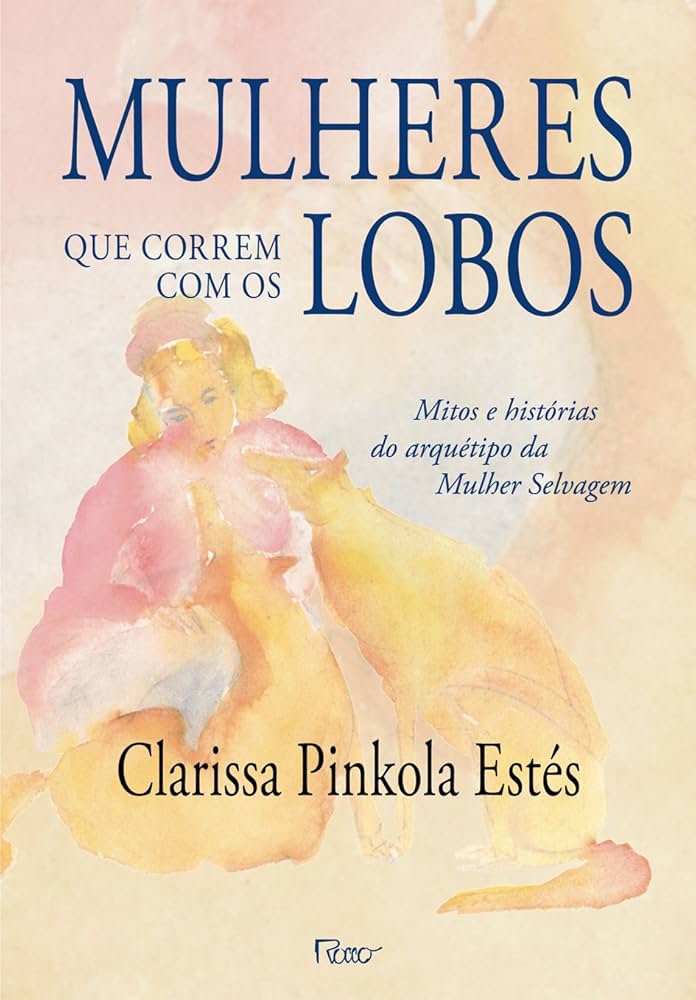 MULHERES
QUE CORREM
COM OS
LOBOS
Mitos e histórias
do arquétipo da
Mulher Selvagem
Clarissa Pinkola Estés
Rocco